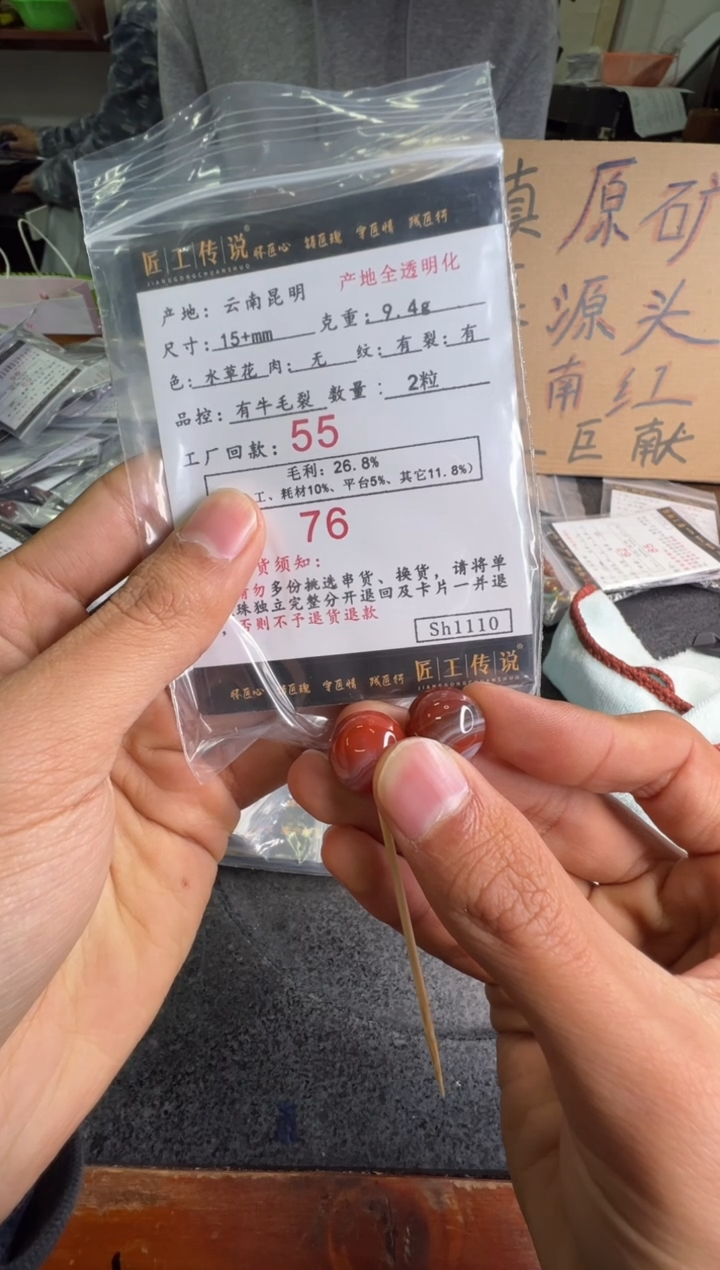 匠工传说® 怀匠心 铸匠魂 守匠情 践匠行
JIANGGONGCHUANSHUO
产地：云南昆明 产地全透明化
尺寸：15+mm 克重：9.4g
色：水草花 肉：无 纹：有 裂：有
品控：有牛毛裂 数量：2粒
工厂回款：55
毛利：26.8%
工、耗材10%、平台5%、其它11.8%）
76
货须知：
请勿多份挑选串货、换货，请将单
珠独立完整分开退回及卡片一并退
，否则不予退货退款
Sh1110
怀匠心 铸匠魂 守匠情 践匠行 匠工传说®
JIANGGONGCHUANSHUO
真原矿
源头
南红
巨献